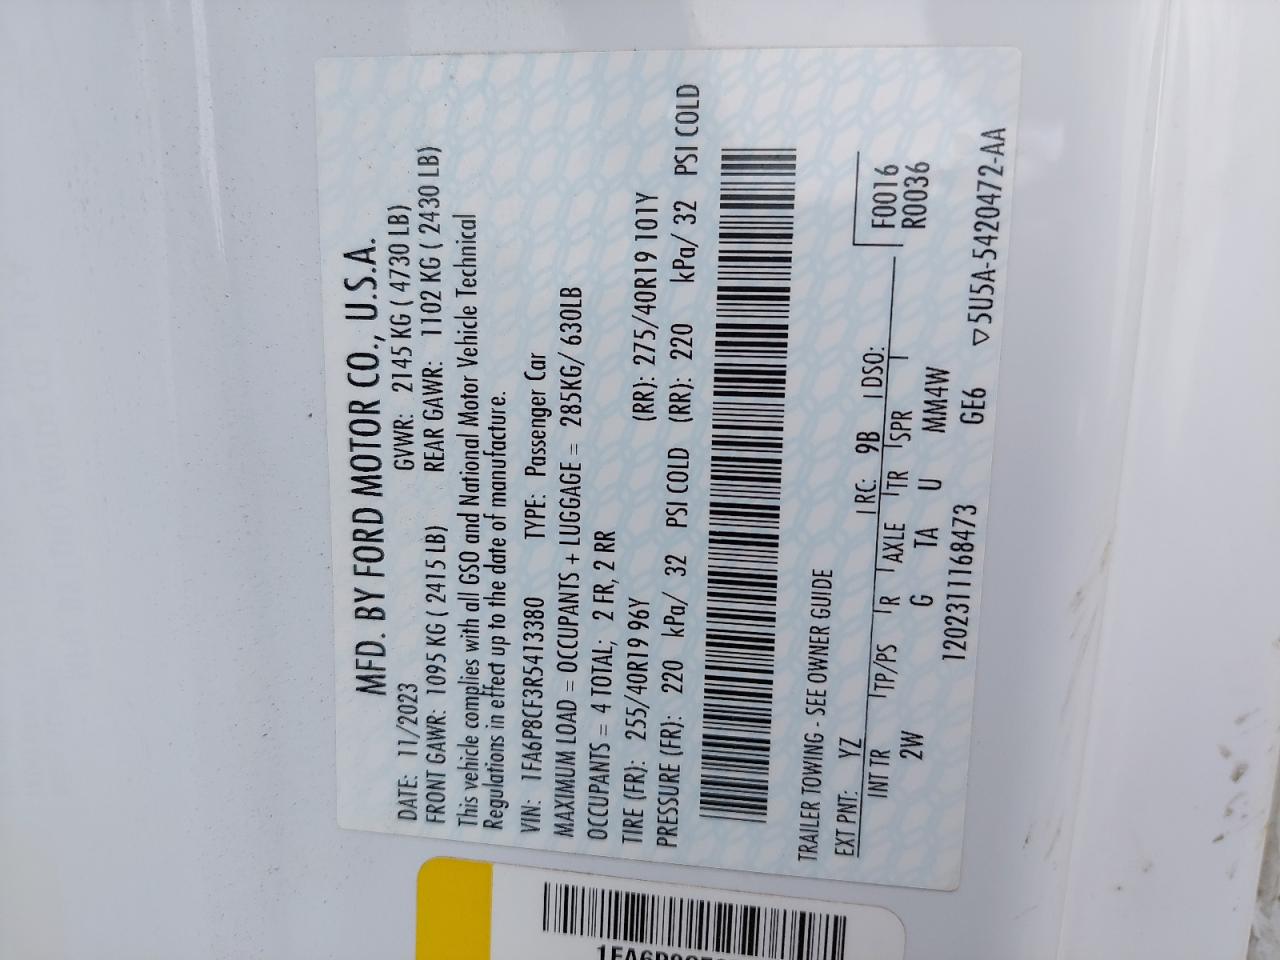 MFD. BY FORD MOTOR CO., U.S.A.
DATE: 11/2023 GVWR: 2145 KG ( 4730 LB)
FRONT GAWR: 1095 KG ( 2415 LB) REAR GAWR: 1102 KG ( 2430 LB)
This vehicle complies with all GSO and National Motor Vehicle Technical
Regulations in effect up to the date of manufacture.
VIN: 1FA6P8CF3R5413380 TYPE: Passenger Car
MAXIMUM LOAD = OCCUPANTS + LUGGAGE = 285KG/ 630LB
OCCUPANTS = 4 TOTAL, 2 FR, 2 RR
TIRE (FR): 255/40R19 96Y (RR): 275/40R19 101Y
PRESSURE (FR): 220 kPa/ 32 PSI COLD (RR): 220 kPa/ 32 PSI COLD
TRAILER TOWING - SEE OWNER GUIDE
EXT PNT: YZ RC: 9B DSO: F0016
R0036
INT TR TP/PS R AXLE TR SPR
2W G TA U MM4W
12023111168473 GE6 ▽5U5A-5420472-AA